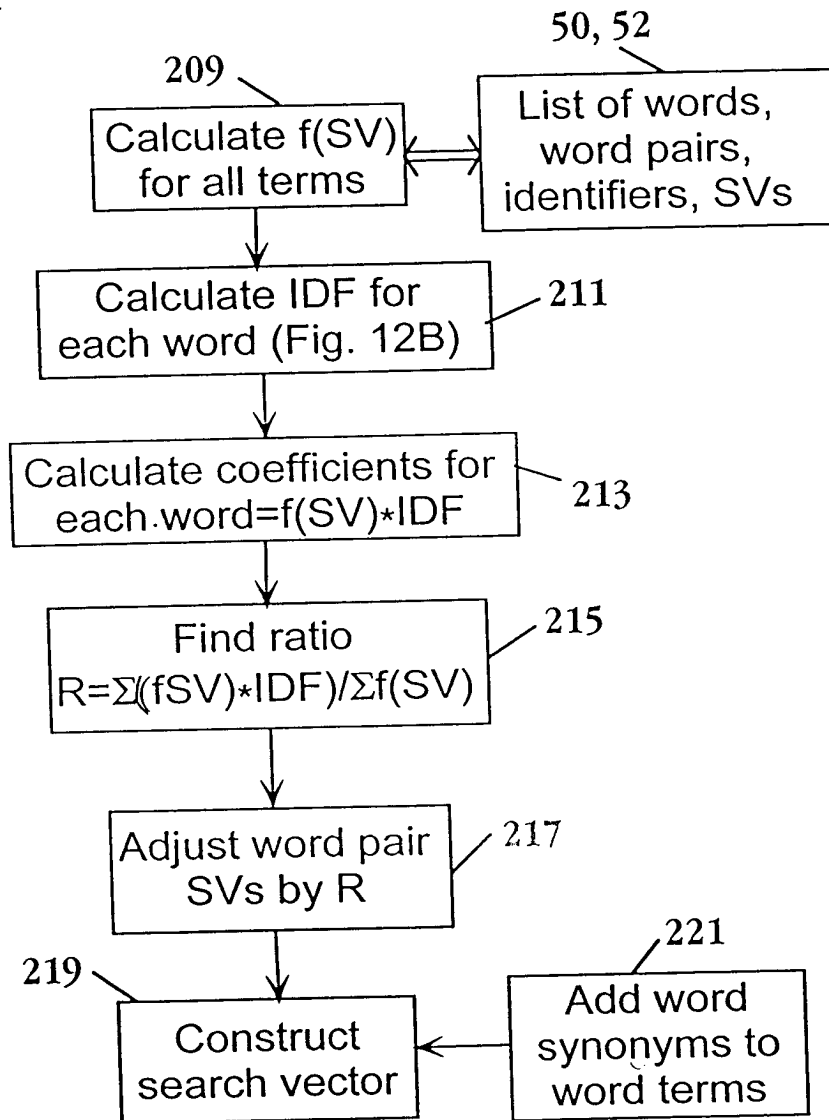 50, 52
209
List of words,
word pairs,
identifiers, SVs
Calculate f(SV)
for all terms
Calculate IDF for
each word (Fig. 12B)
211
Calculate coefficients for
each word=f(SV)*IDF
213
Find ratio
R=Σ((fSV)*IDF)/Σf(SV)
215
Adjust word pair
SVs by R
217
219
Construct
search vector
221
Add word
synonyms to
word terms